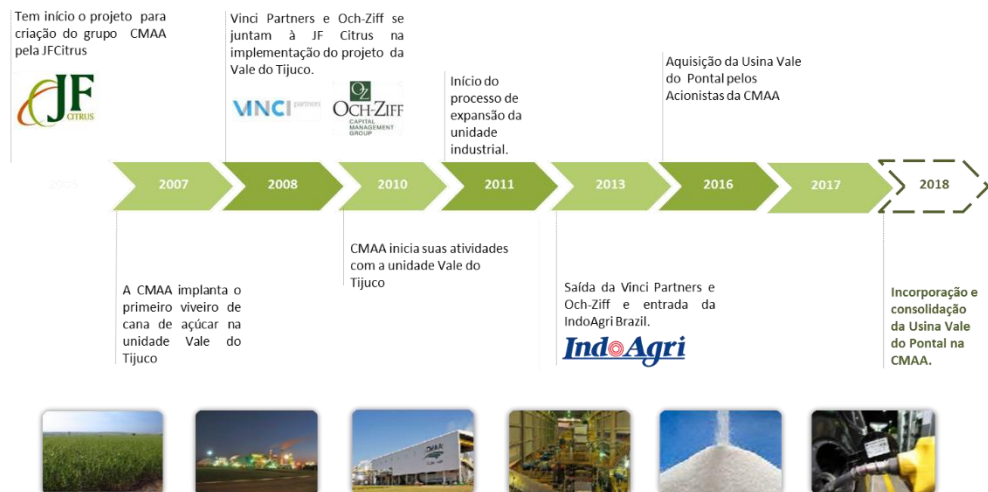 Tem início o projeto para
criação do grupo CMAA
pela JFCitrus
JF
CITRUS
Vinci Partners e Och-Ziff se
juntam à JF Citrus na
implementação do projeto da
Vale do Tijuco.
VINCI partners
OZ
OCH-ZIFF
CAPITAL
MANAGEMENT
GROUP
Início do
processo de
expansão da
unidade
industrial.
Aquisição da Usina Vale
do Pontal pelos
Acionistas da CMAA
2007
2008
2010
2011
2013
2016
2017
2018
A CMAA implanta o
primeiro viveiro de
cana de açúcar na
unidade Vale do
Tijuco
CMAA inicia suas atividades
com a unidade Vale do
Tijuco
Saída da Vinci Partners e
Och-Ziff e entrada da
IndoAgri Brazil.
IndoAgri
Incorporação e
consolidação
da Usina Vale
do Pontal na
CMAA.
CMAA